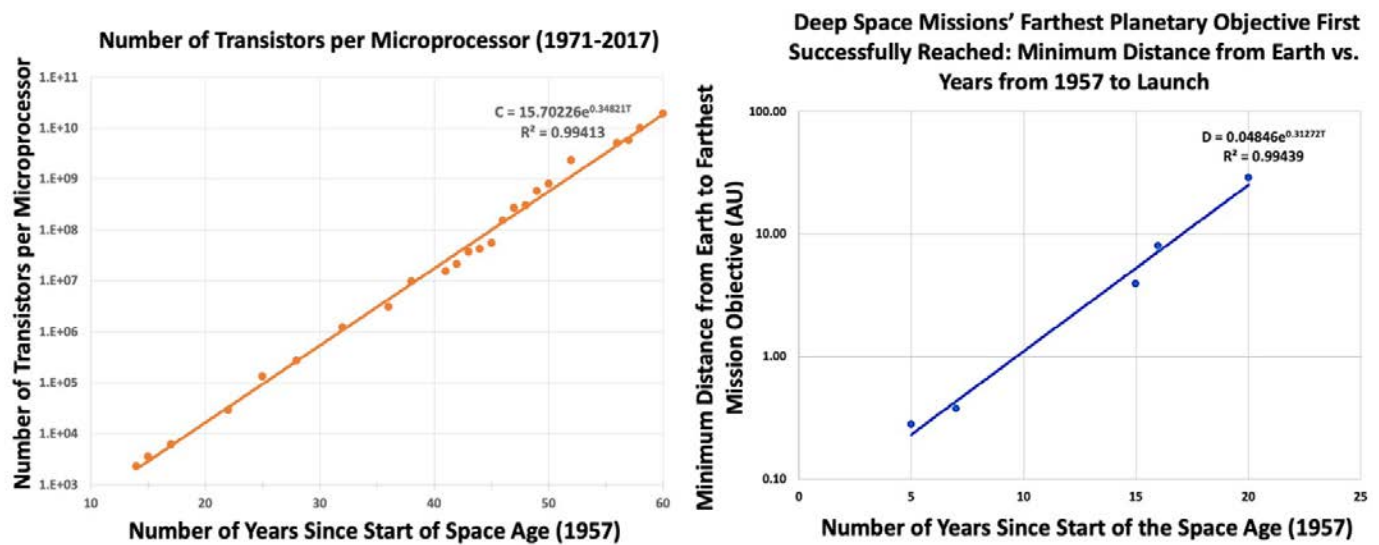 Number of Transistors per Microprocessor (1971-2017)
Number of Transistors per Microprocessor
1.E+11
1.E+10
1.E+09
1.E+08
1.E+07
1.E+06
1.E+05
1.E+04
1.E+03
C = 15.70226e^0.34821T
R² = 0.99413
10
20
30
40
50
60
Number of Years Since Start of Space Age (1957)
Deep Space Missions’ Farthest Planetary Objective First
Successfully Reached: Minimum Distance from Earth vs.
Years from 1957 to Launch
Minimum Distance from Earth to Farthest
Mission Objective (AU)
100.00
10.00
1.00
0.10
D = 0.04846e^0.31272T
R² = 0.99439
0
5
10
15
20
25
Number of Years Since Start of the Space Age (1957)